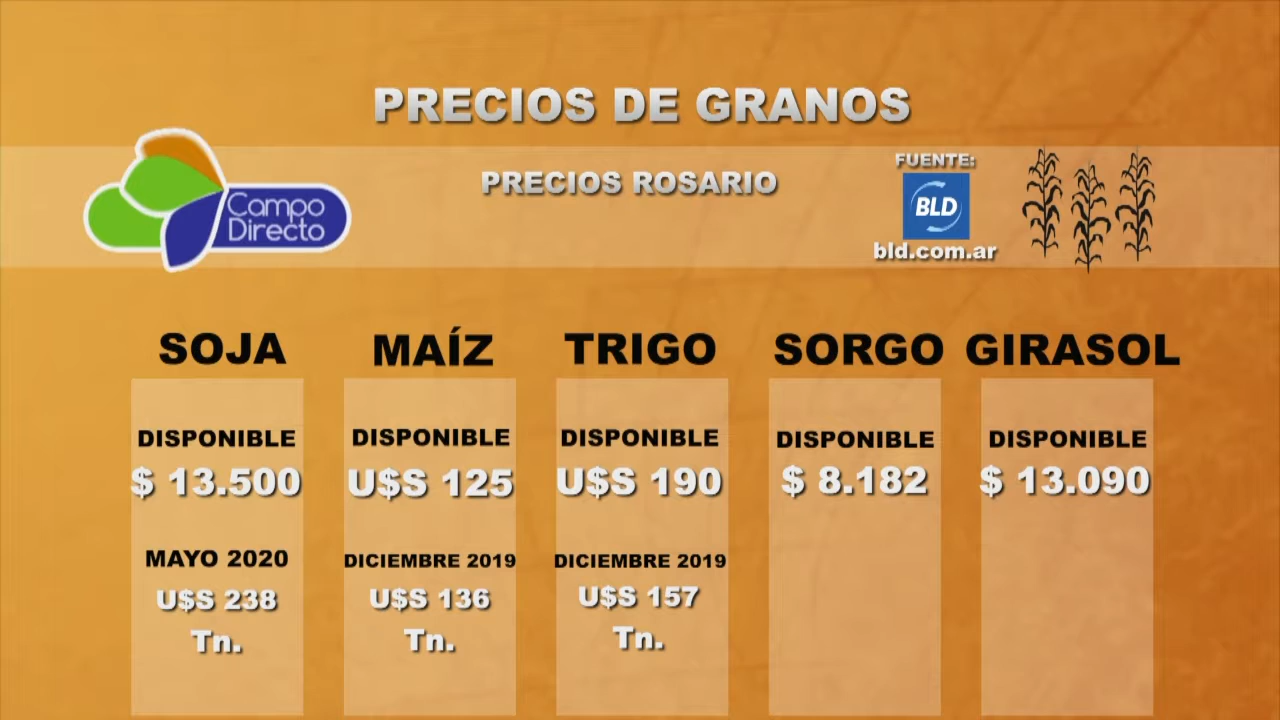 PRECIOS DE GRANOS
Campo
Directo
PRECIOS ROSARIO
FUENTE:
BLD
bld.com.ar
SOJA
DISPONIBLE
$ 13.500
MAYO 2020
U$S 238
Tn.
MAÍZ
DISPONIBLE
U$S 125
DICIEMBRE 2019
U$S 136
Tn.
TRIGO
DISPONIBLE
U$S 190
DICIEMBRE 2019
U$S 157
Tn.
SORGO
DISPONIBLE
$ 8.182
GIRASOL
DISPONIBLE
$ 13.090